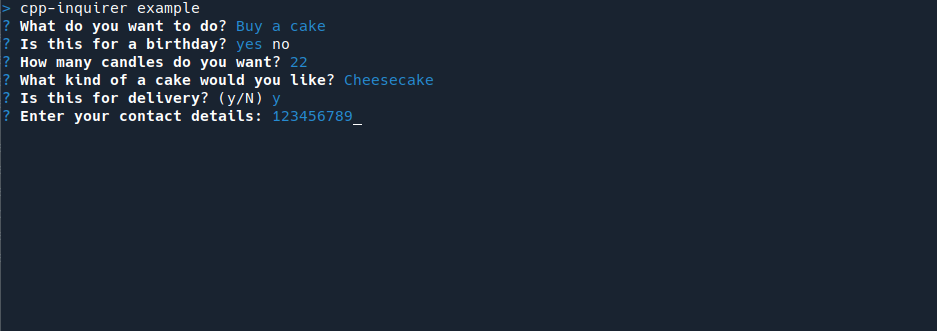 > cpp-inquirer example
? What do you want to do? Buy a cake
? Is this for a birthday? yes no
? How many candles do you want? 22
? What kind of a cake would you like? Cheesecake
? Is this for delivery? (y/N) y
? Enter your contact details: 123456789_